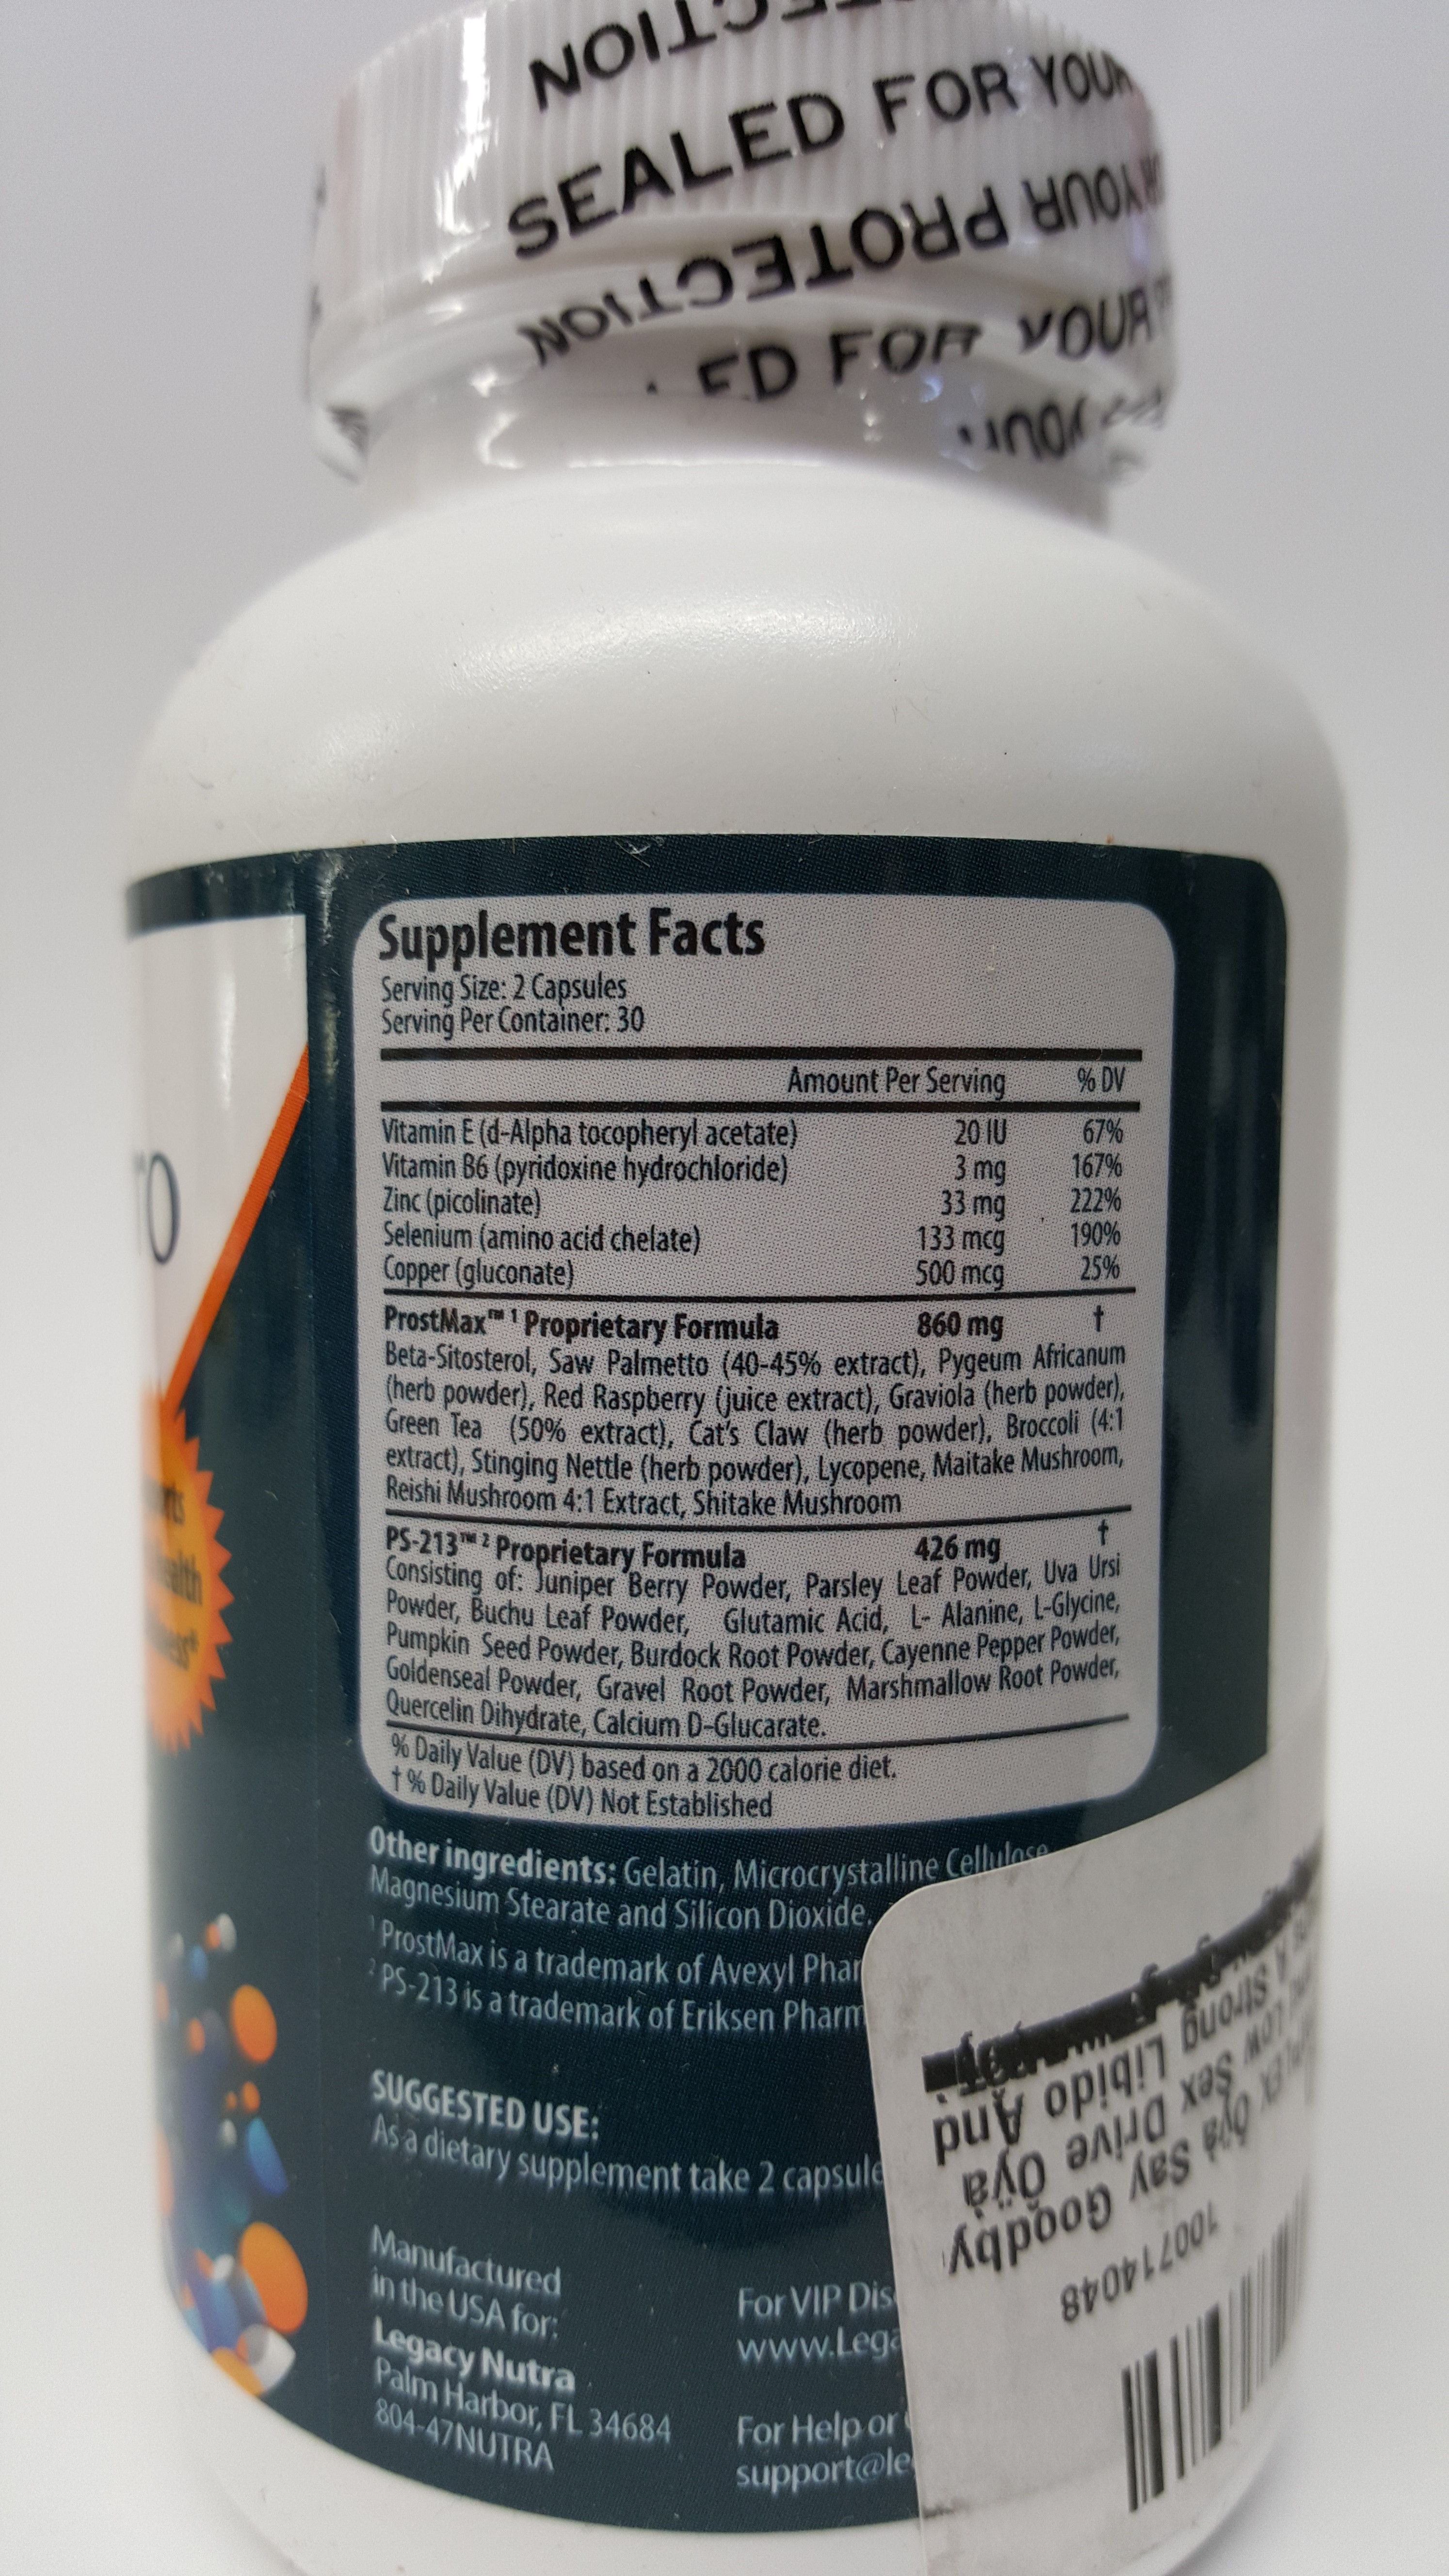 PROTECTION
SEALED FOR YOUR
YOUR PROTECTION
FOR YOUR
YOUR
Supplement Facts
Serving Size: 2 Capsules
Serving Per Container: 30
Amount Per Serving % DV
Vitamin E (d-Alpha tocopheryl acetate) 20 IU 67%
Vitamin B6 (pyridoxine hydrochloride) 3 mg 167%
Zinc (picolinate) 33 mg 222%
Selenium (amino acid chelate) 133 mcg 190%
Copper (gluconate) 500 mcg 25%
ProstMax™ ¹ Proprietary Formula 860 mg †
Beta-Sitosterol, Saw Palmetto (40-45% extract), Pygeum Africanum
(herb powder), Red Raspberry (juice extract), Graviola (herb powder),
Green Tea (50% extract), Cat's Claw (herb powder), Broccoli (4:1
extract), Stinging Nettle (herb powder), Lycopene, Maitake Mushroom,
Reishi Mushroom 4:1 Extract, Shitake Mushroom
PS-213™ ² Proprietary Formula 426 mg †
Consisting of: Juniper Berry Powder, Parsley Leaf Powder, Uva Ursi
Powder, Buchu Leaf Powder, Glutamic Acid, L- Alanine, L-Glycine,
Pumpkin Seed Powder, Burdock Root Powder, Cayenne Pepper Powder,
Goldenseal Powder, Gravel Root Powder, Marshmallow Root Powder,
Quercelin Dihydrate, Calcium D-Glucarate.
% Daily Value (DV) based on a 2000 calorie diet.
† % Daily Value (DV) Not Established
Other ingredients: Gelatin, Microcrystalline Cellulose
Magnesium Stearate and Silicon Dioxide.
¹ ProstMax is a trademark of Avexyl Phar
² PS-213 is a trademark of Eriksen Pharm
SUGGESTED USE:
As a dietary supplement take 2 capsule
Manufactured
in the USA for:
Legacy Nutra
Palm Harbor, FL 34684
804-47NUTRA
For VIP Dis
www.Lega
For Help or
support@le
100714048
Say Goodby
Low Sex Drive
A Strong Libido And